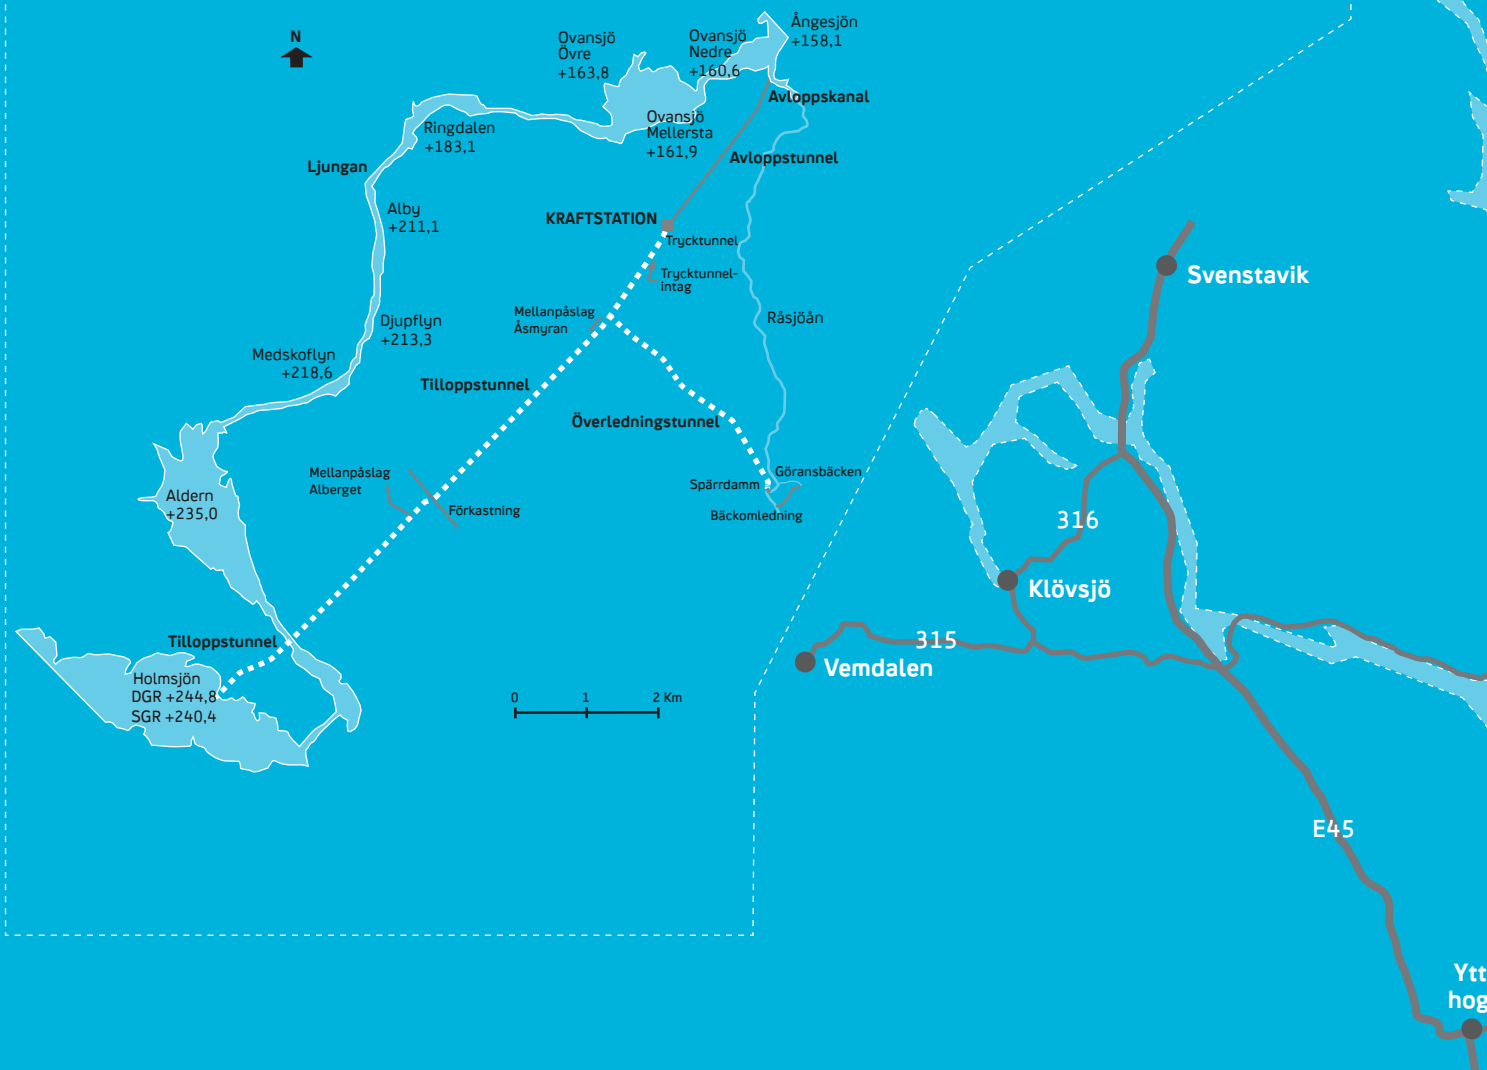 N
Ovansjö
Övre
+163,8
Ovansjö
Nedre
+160,6
Ångesjön
+158,1
Avloppskanal
Ringdalen
+183,1
Ovansjö
Mellersta
+161,9
Avloppstunnel
Ljungan
Alby
+211,1
KRAFTSTATION
Trycktunnel
Trycktunnel-
intag
Mellanpåslag
Åsmyran
Råsjöån
Djupflyn
+213,3
Medskoflyn
+218,6
Tilloppstunnel
Överledningstunnel
Mellanpåslag
Alberget
Förkastning
Göransbäcken
Spärrdamm
Bäckomledning
Aldern
+235,0
Tilloppstunnel
Holmsjön
DGR +244,8
SGR +240,4
0 1 2 Km
Svenstavik
316
Klövsjö
315
Vemdalen
E45
Ytt
hog